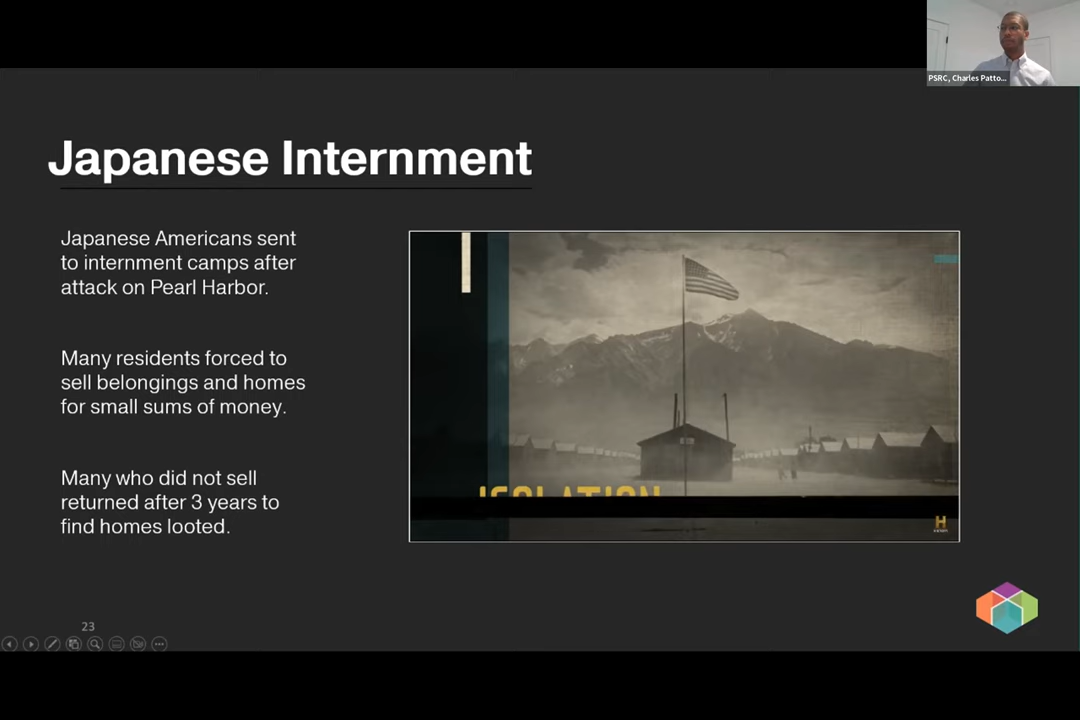 PSRC, Charles Patto...
Japanese Internment
Japanese Americans sent
to internment camps after
attack on Pearl Harbor.
Many residents forced to
sell belongings and homes
for small sums of money.
Many who did not sell
returned after 3 years to
find homes looted.
ISOLATION
H
23